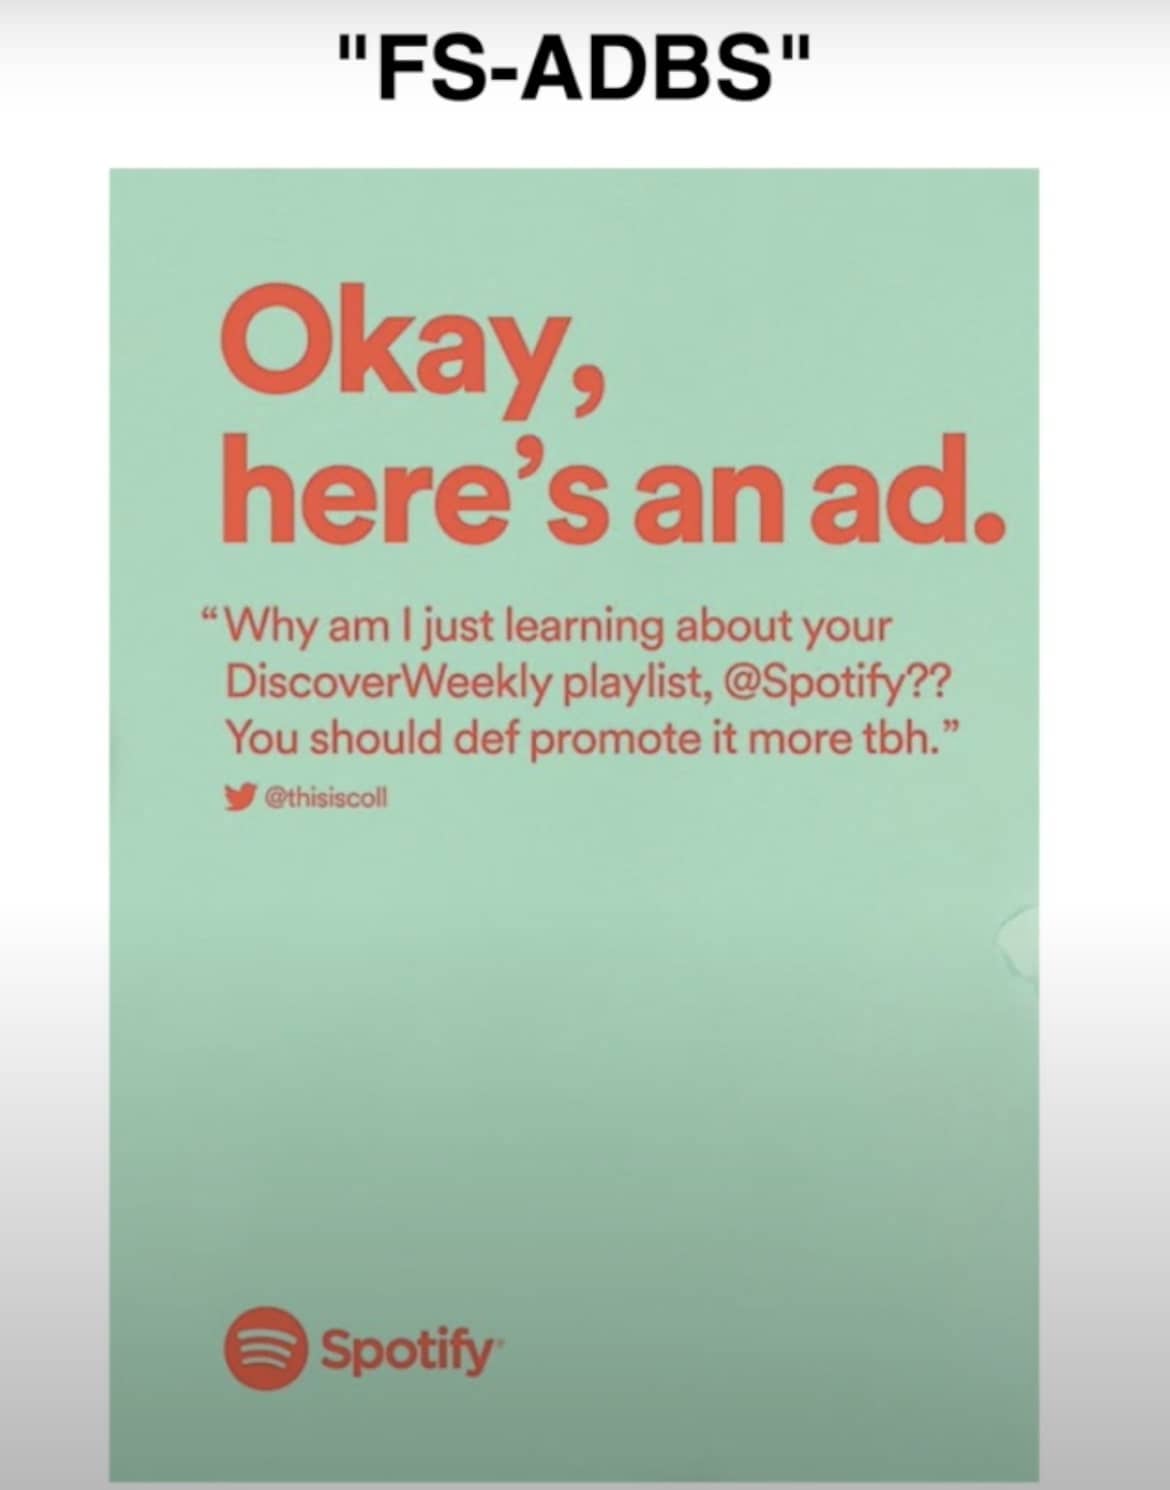 "FS-ADBS"
Okay,
here’s an ad.
“Why am I just learning about your
DiscoverWeekly playlist, @Spotify??
You should def promote it more tbh.”
@thisiscoll
Spotify